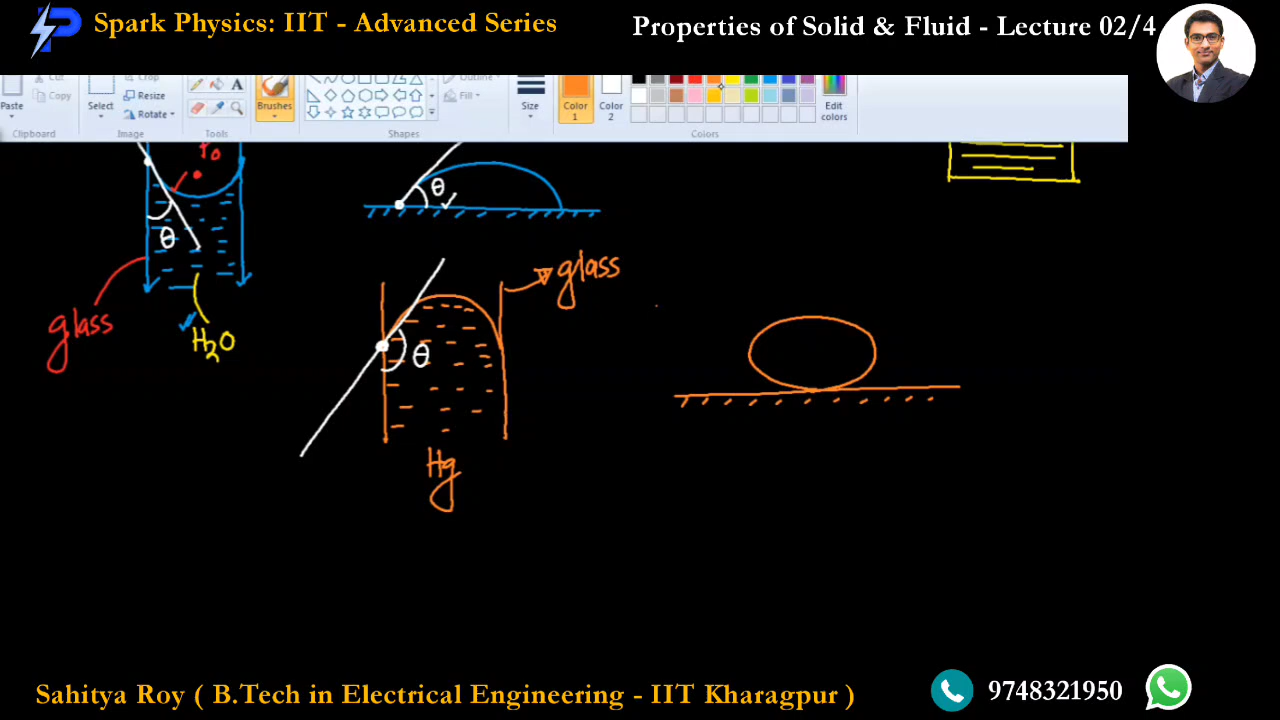 Spark Physics: IIT - Advanced Series
Properties of Solid & Fluid - Lecture 02/4
Paste
Cut
Copy
Clipboard
Select
Crop
Resize
Rotate
Image
A
Tools
Brushes
Outline
Fill
Shapes
Size
Color 1
Color 2
Edit colors
Colors
P₀
θ
θ
glass
glass
H₂O
θ
Hg
Sahitya Roy ( B.Tech in Electrical Engineering - IIT Kharagpur )
9748321950